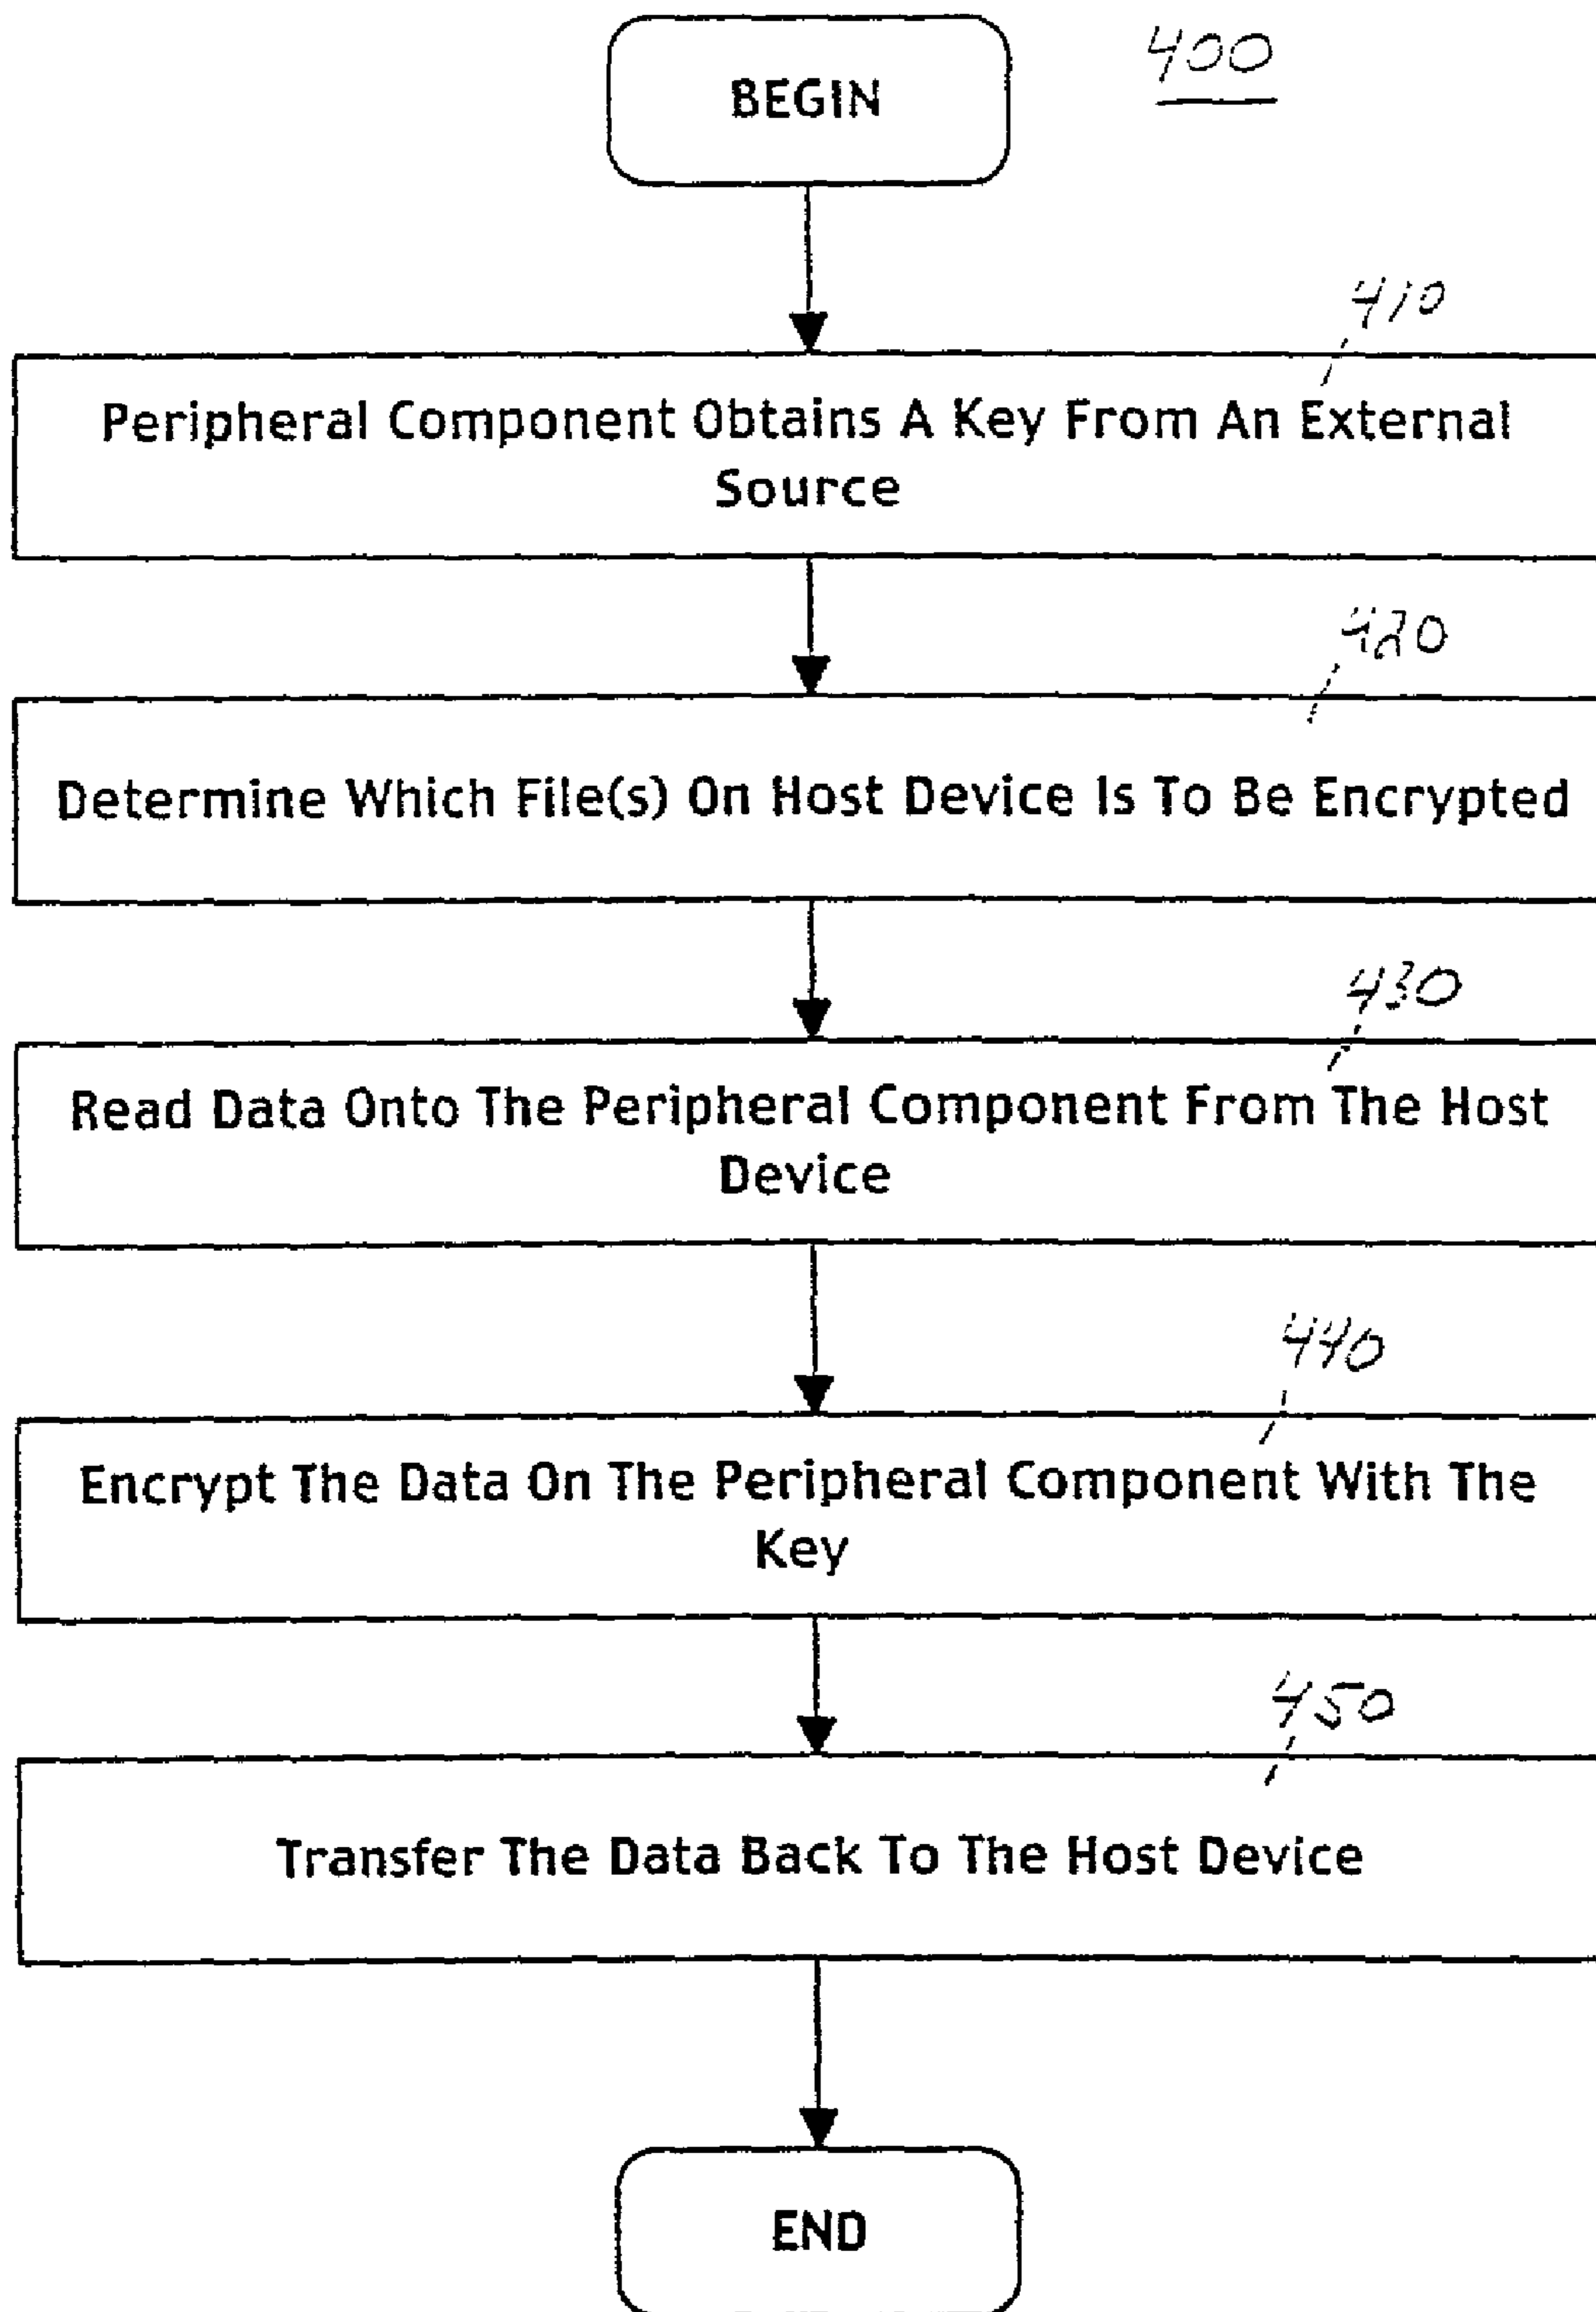 BEGIN
400
410
Peripheral Component Obtains A Key From An External
Source
420
Determine Which File(s) On Host Device Is To Be Encrypted
430
Read Data Onto The Peripheral Component From The Host
Device
440
Encrypt The Data On The Peripheral Component With The
Key
450
Transfer The Data Back To The Host Device
END